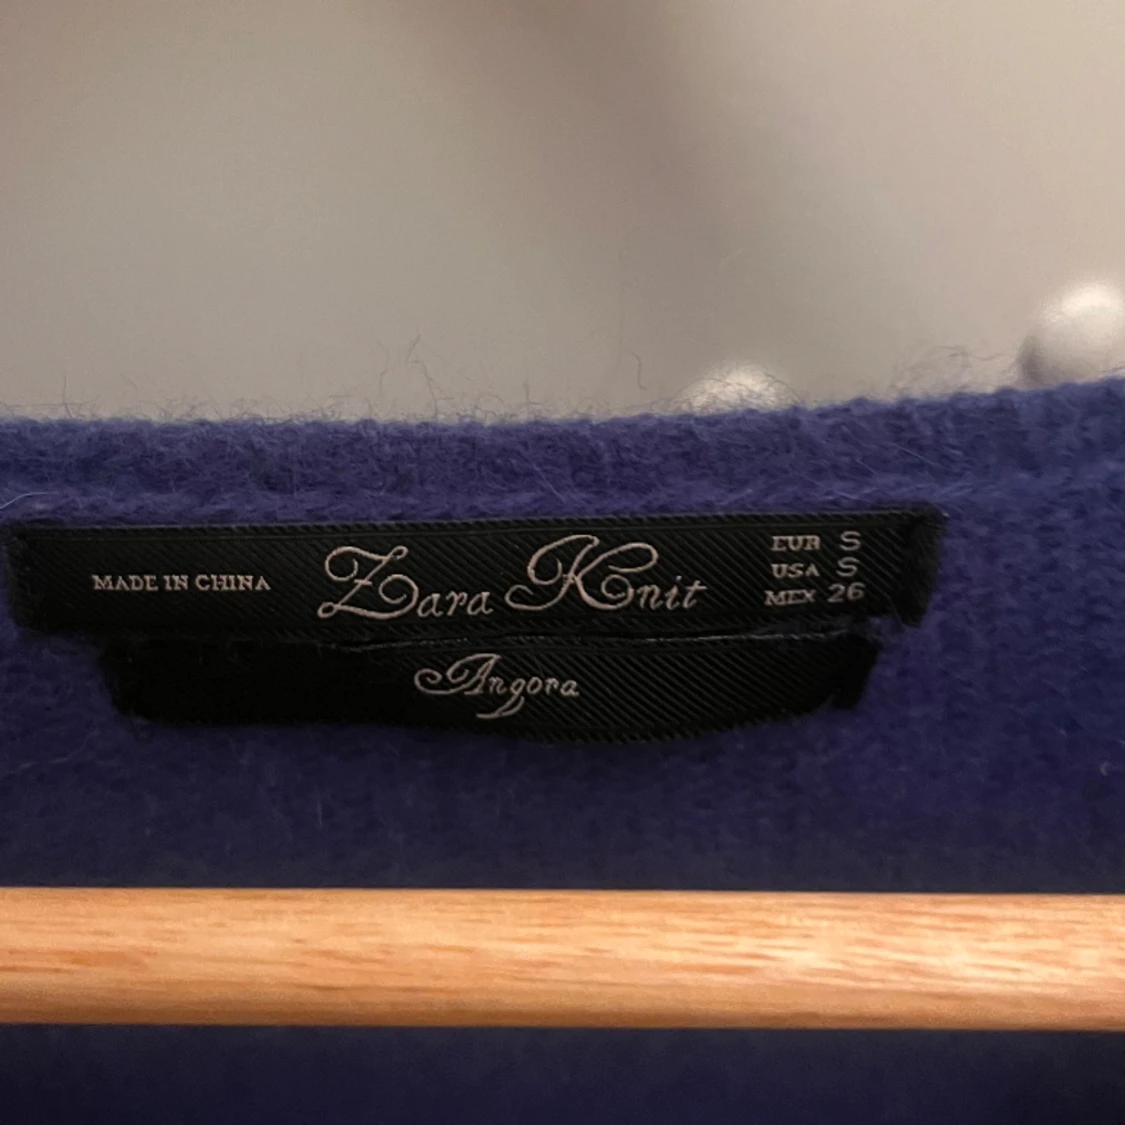 MADE IN CHINA
Zara Knit
EUR S
USA S
MEX 26
Angora